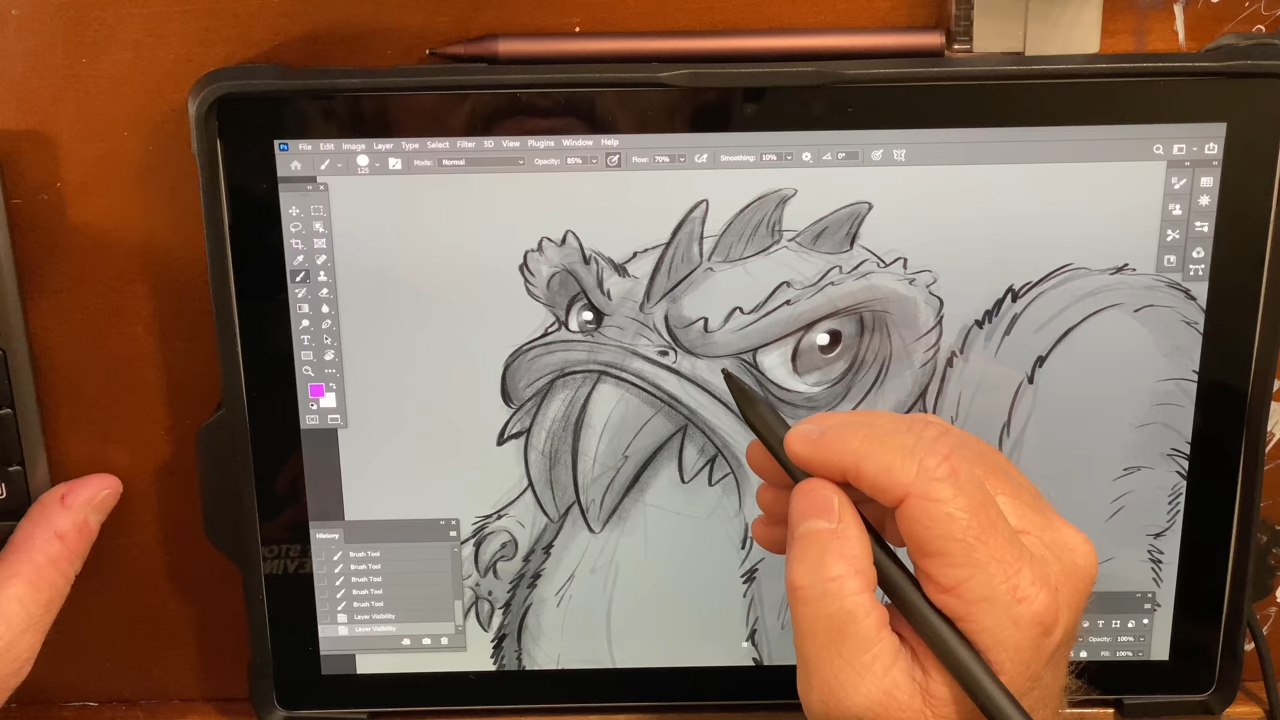 Ps File Edit Image Layer Type Select Filter 3D View Plugins Window Help
125 Mode: Normal Opacity: 85% Flow: 70% Smoothing: 10% 0°
T
History
Brush Tool
Brush Tool
Brush Tool
Brush Tool
Brush Tool
Layer Visibility
Layer Visibility
T
Opacity: 100%
Fill: 100%